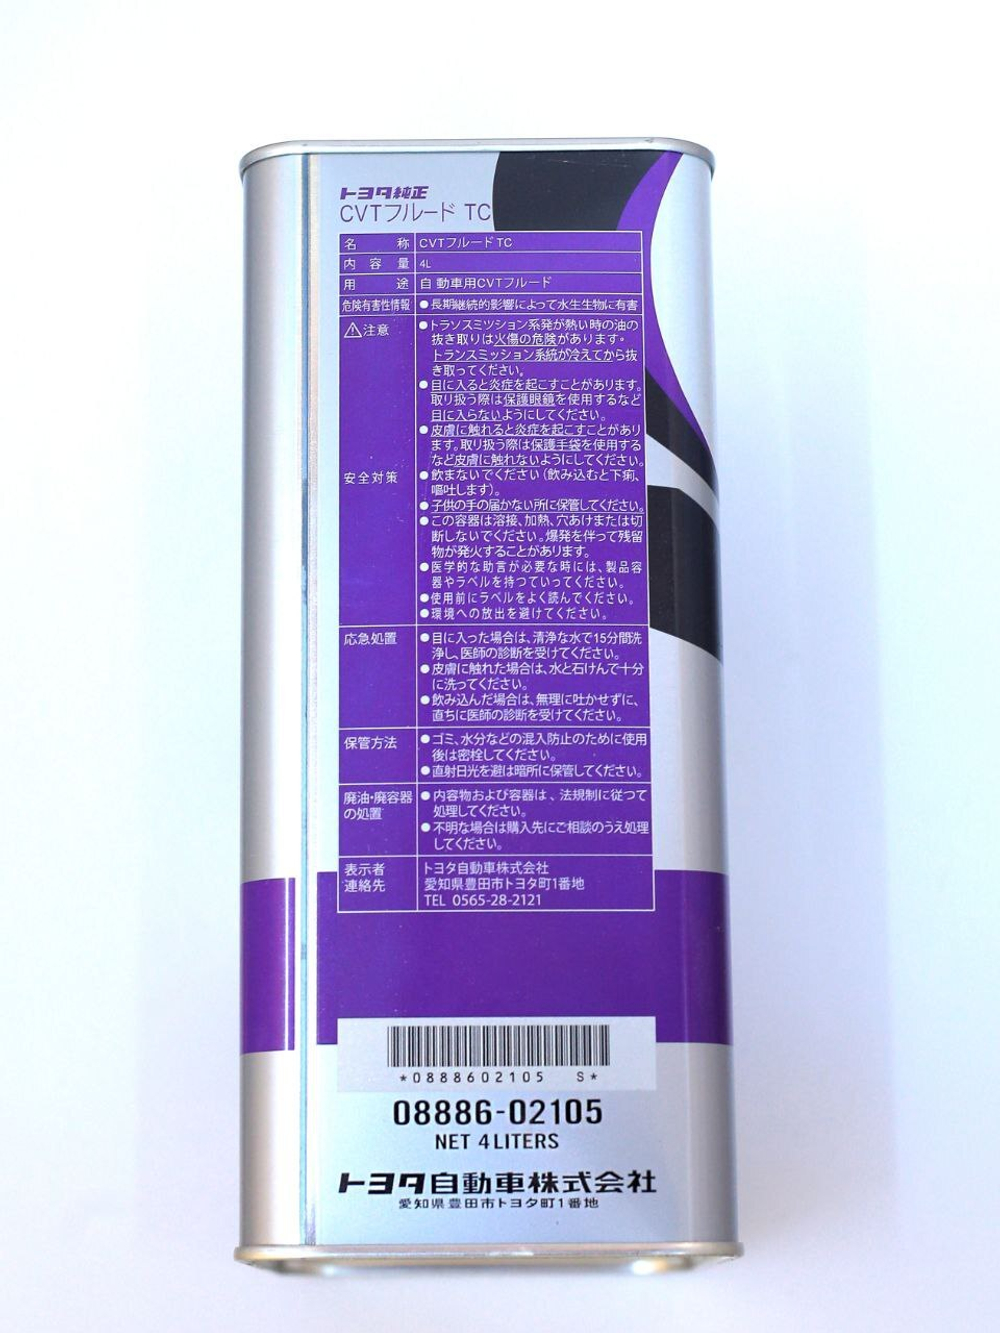 トヨタ純正
CVTフルード TC
名 称 CVTフルード TC
内 容 量 4L
用 途 自動車用CVTフルード
危険有害性情報 ●長期継続的影響によって水生生物に有害
⚠注意 ●トランスミッション系発が熱い時の油の
抜き取りは火傷の危険があります。
トランスミッション系統が冷えてから抜
き取ってください。
●目に入ると炎症を起こすことがあります。
取り扱う際は保護眼鏡を使用するなど
目に入らないようにしてください。
●皮膚に触れると炎症を起こすことがあり
ます。取り扱う際は保護手袋を使用する
など皮膚に触れないようにしてください。
安全対策 ●飲まないでください（飲み込むと下痢、
嘔吐します）。
●子供の手の届かない所に保管してください。
●この容器は溶接、加熱、穴あけまたは切
断しないでください。爆発を伴って残留
物が発火することがあります。
●医学的な助言が必要な時には、製品容
器やラベルを持っていってください。
●使用前にラベルをよく読んでください。
●環境への放出を避けてください。
応急処置 ●目に入った場合は、清浄な水で15分間洗
浄し、医師の診断を受けてください。
●皮膚に触れた場合は、水と石けんで十分
に洗ってください。
●飲み込んだ場合は、無理に吐かせずに、
直ちに医師の診断を受けてください。
保管方法 ●ゴミ、水分などの混入防止のために使用
後は密栓してください。
●直射日光を避け暗所に保管してください。
廃油・廃容器 ●内容物および容器は、法規制に従って
の処置 処理してください。
●不明な場合は購入先にご相談のうえ処理
してください。
表示者 トヨタ自動車株式会社
連絡先 愛知県豊田市トヨタ町1番地
TEL 0565-28-2121
*0888602105 S*
08886-02105
NET 4 LITERS
トヨタ自動車株式会社
愛知県豊田市トヨタ町1番地